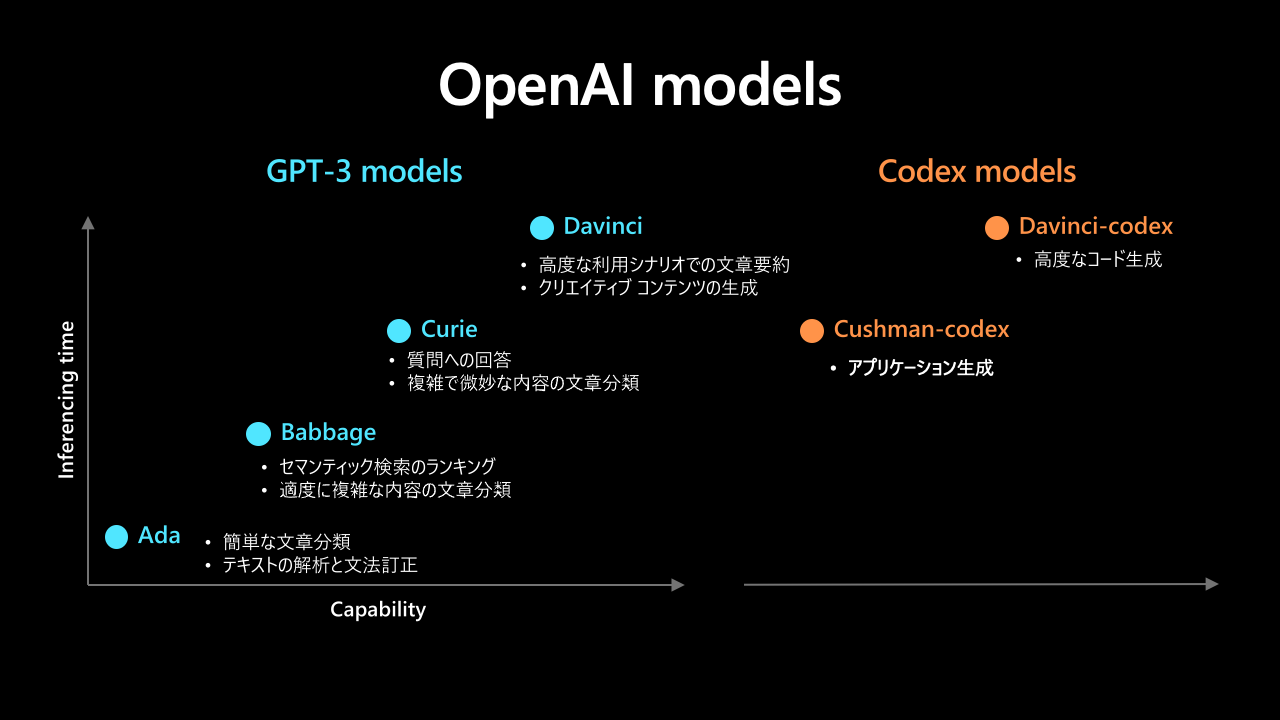 OpenAI models
GPT-3 models
Codex models
Inferencing time
Davinci
• 高度な利用シナリオでの文章要約
• クリエイティブ コンテンツの生成
Curie
• 質問への回答
• 複雑で微妙な内容の文章分類
Babbage
• セマンティック検索のランキング
• 適度に複雑な内容の文章分類
Ada
• 簡単な文章分類
• テキストの解析と文法訂正
Capability
Davinci-codex
• 高度なコード生成
Cushman-codex
• アプリケーション生成